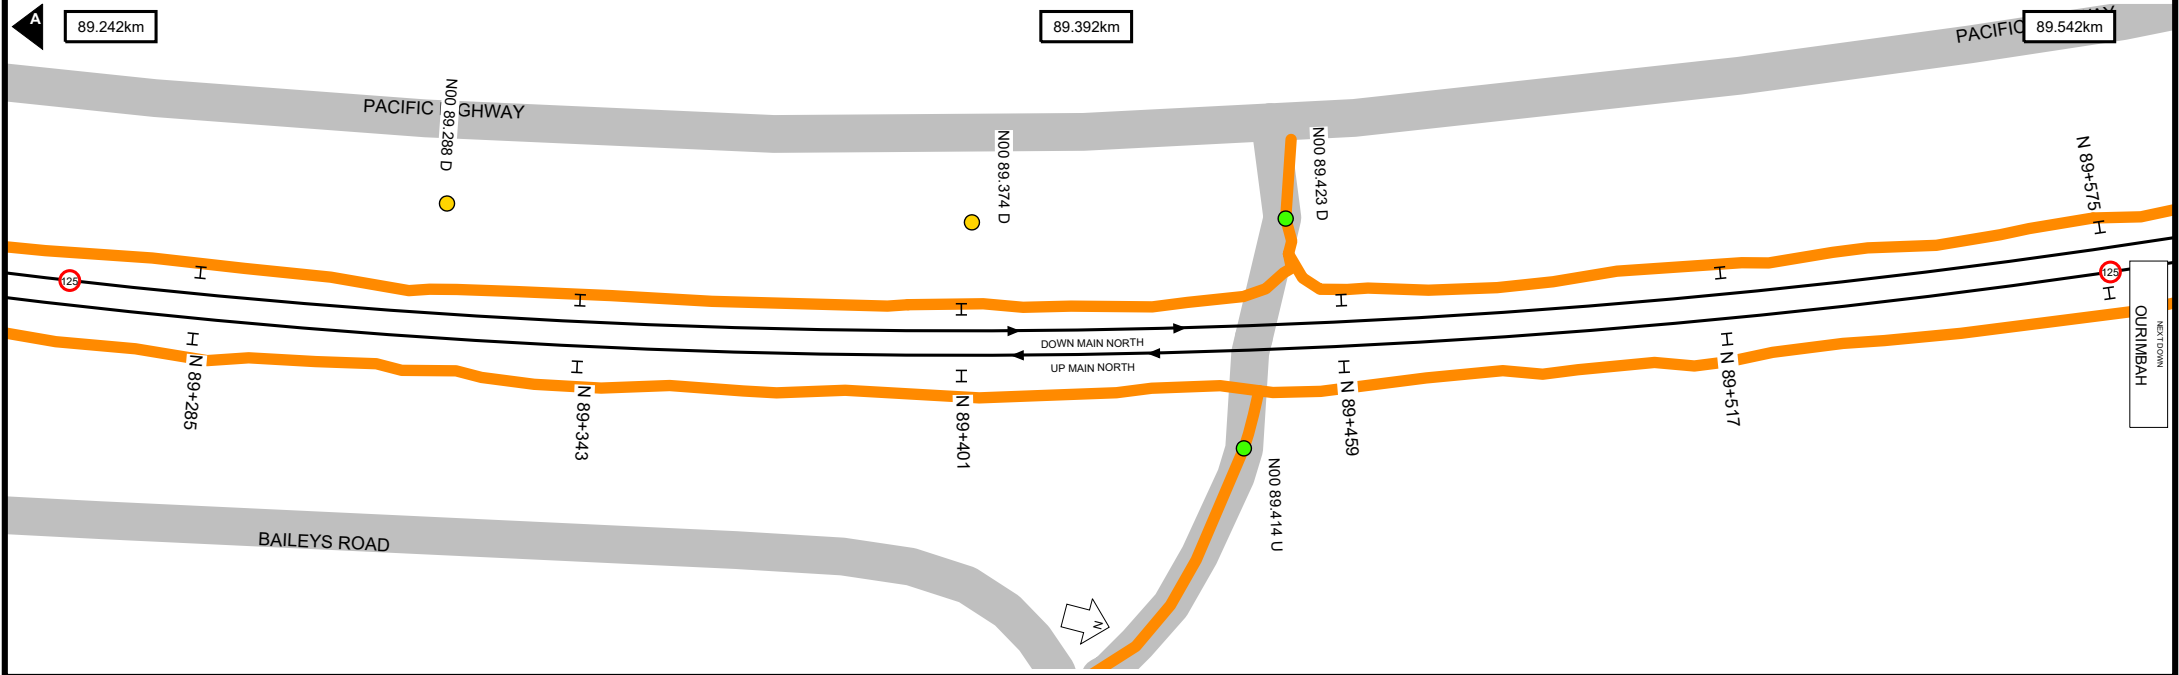 A
89.242km
89.392km
89.542km
PACIFIC
PACIFIC HIGHWAY
N00 89.288 D
N00 89.374 D
N00 89.423 D
N 89+575
125
125
DOWN MAIN NORTH
UP MAIN NORTH
NEXT DOWN
OURIMBAH
N 89+285
N 89+343
N 89+401
N 89+459
N 89+517
N00 89.414 U
BAILEYS ROAD
N